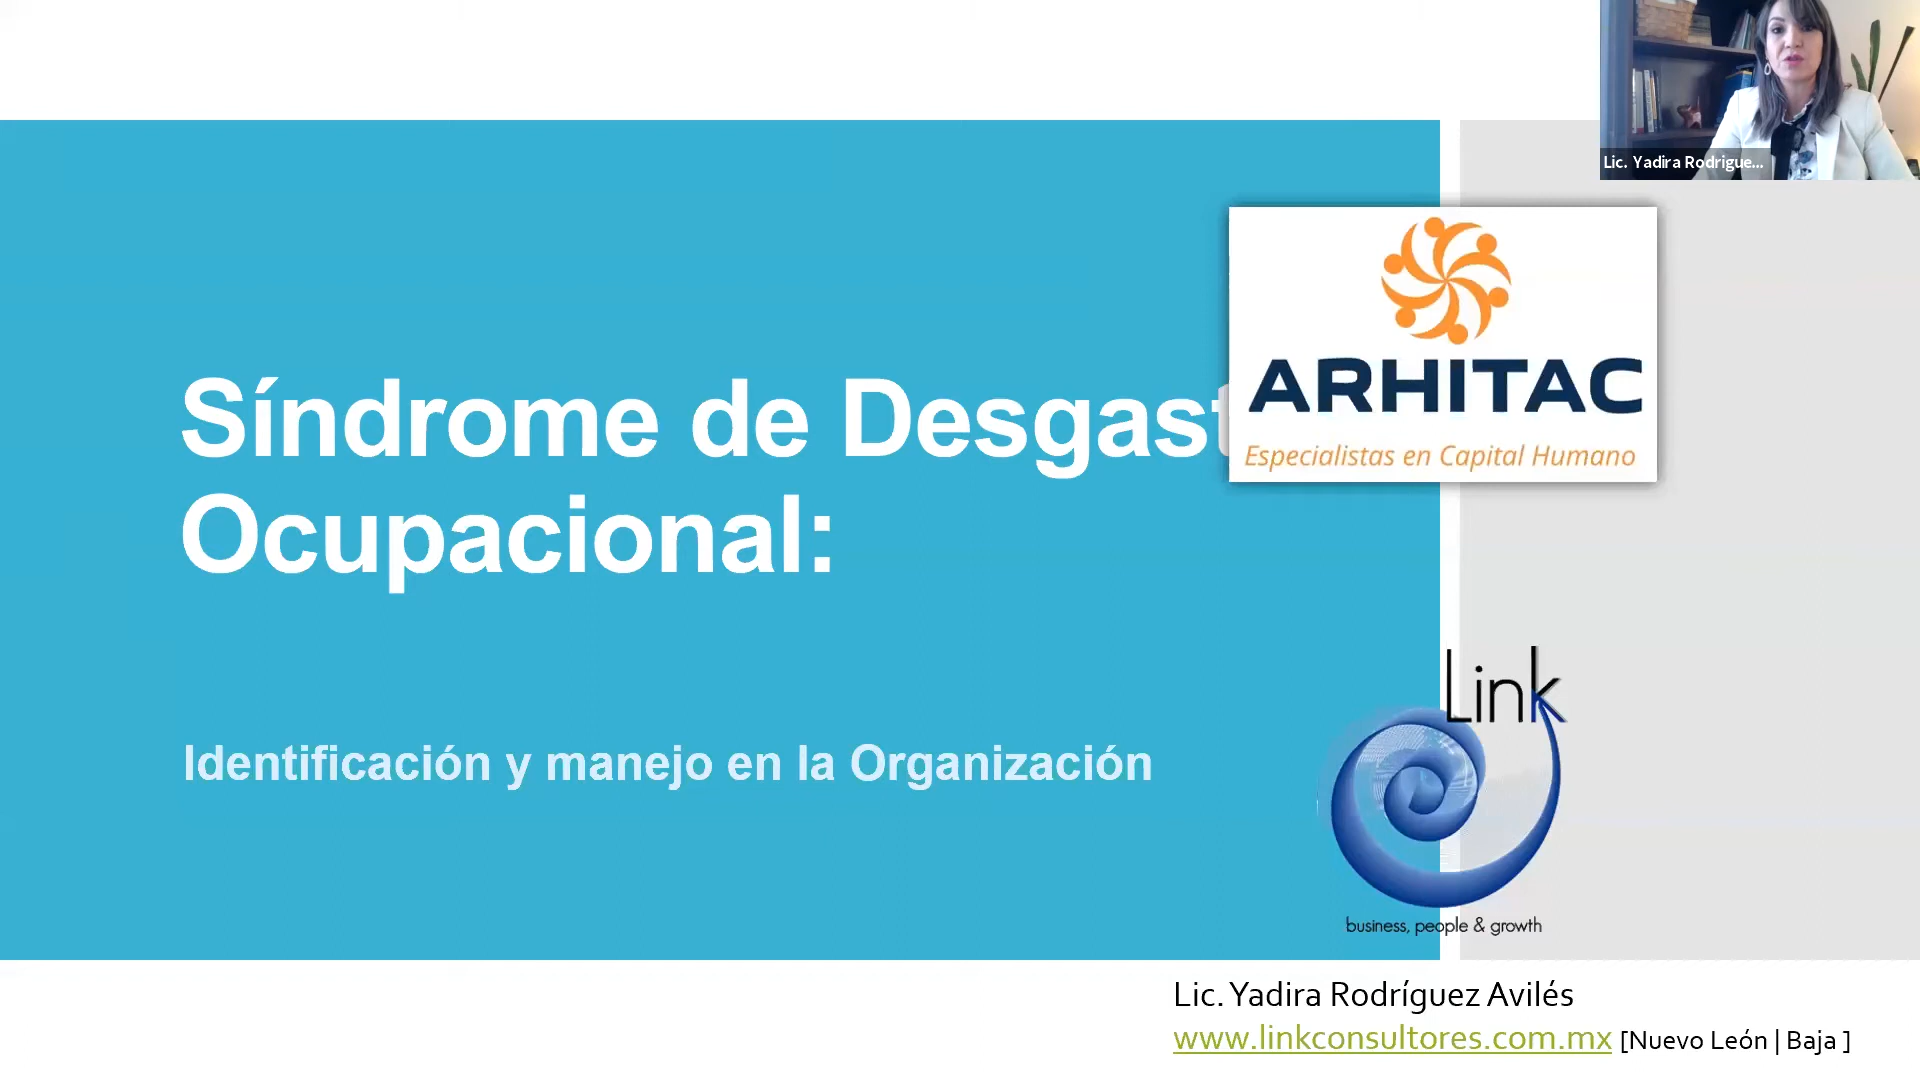 Lic. Yadira Rodrigue...
ARHITAC
Especialistas en Capital Humano
Síndrome de Desgast
Ocupacional:
Identificación y manejo en la Organización
Link
business, people & growth
Lic. Yadira Rodríguez Avilés
www.linkconsultores.com.mx [Nuevo León | Baja ]